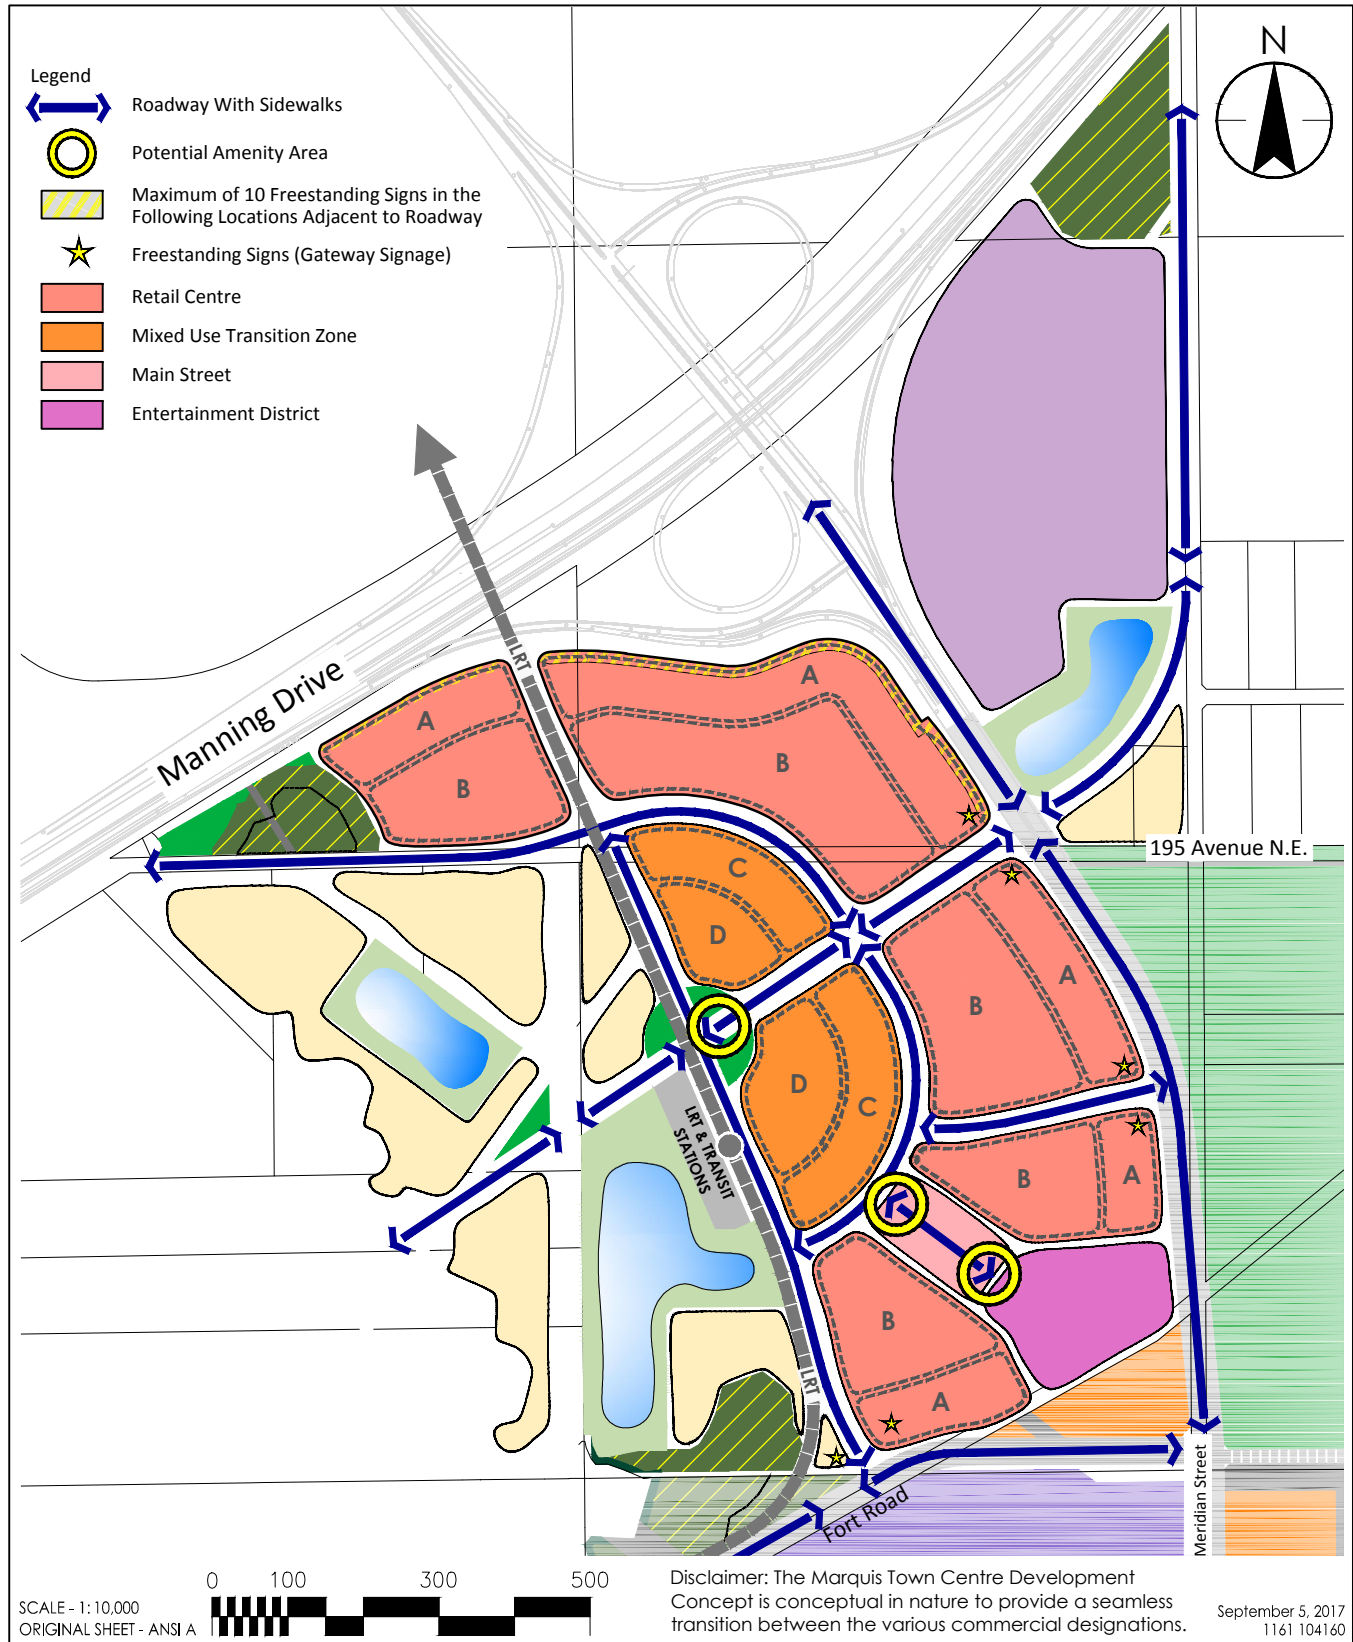 Legend
Roadway With Sidewalks
Potential Amenity Area
Maximum of 10 Freestanding Signs in the
Following Locations Adjacent to Roadway
Freestanding Signs (Gateway Signage)
Retail Centre
Mixed Use Transition Zone
Main Street
Entertainment District
N
Manning Drive
LRT
A
B
A
B
195 Avenue N.E.
C
D
B
A
D
C
LRT & TRANSIT
STATIONS
B
A
B
A
LRT
Fort Road
Meridian Street
0 100 300 500
SCALE - 1:10,000
ORIGINAL SHEET - ANSI A
Disclaimer: The Marquis Town Centre Development
Concept is conceptual in nature to provide a seamless
transition between the various commercial designations.
September 5, 2017
1161 104160